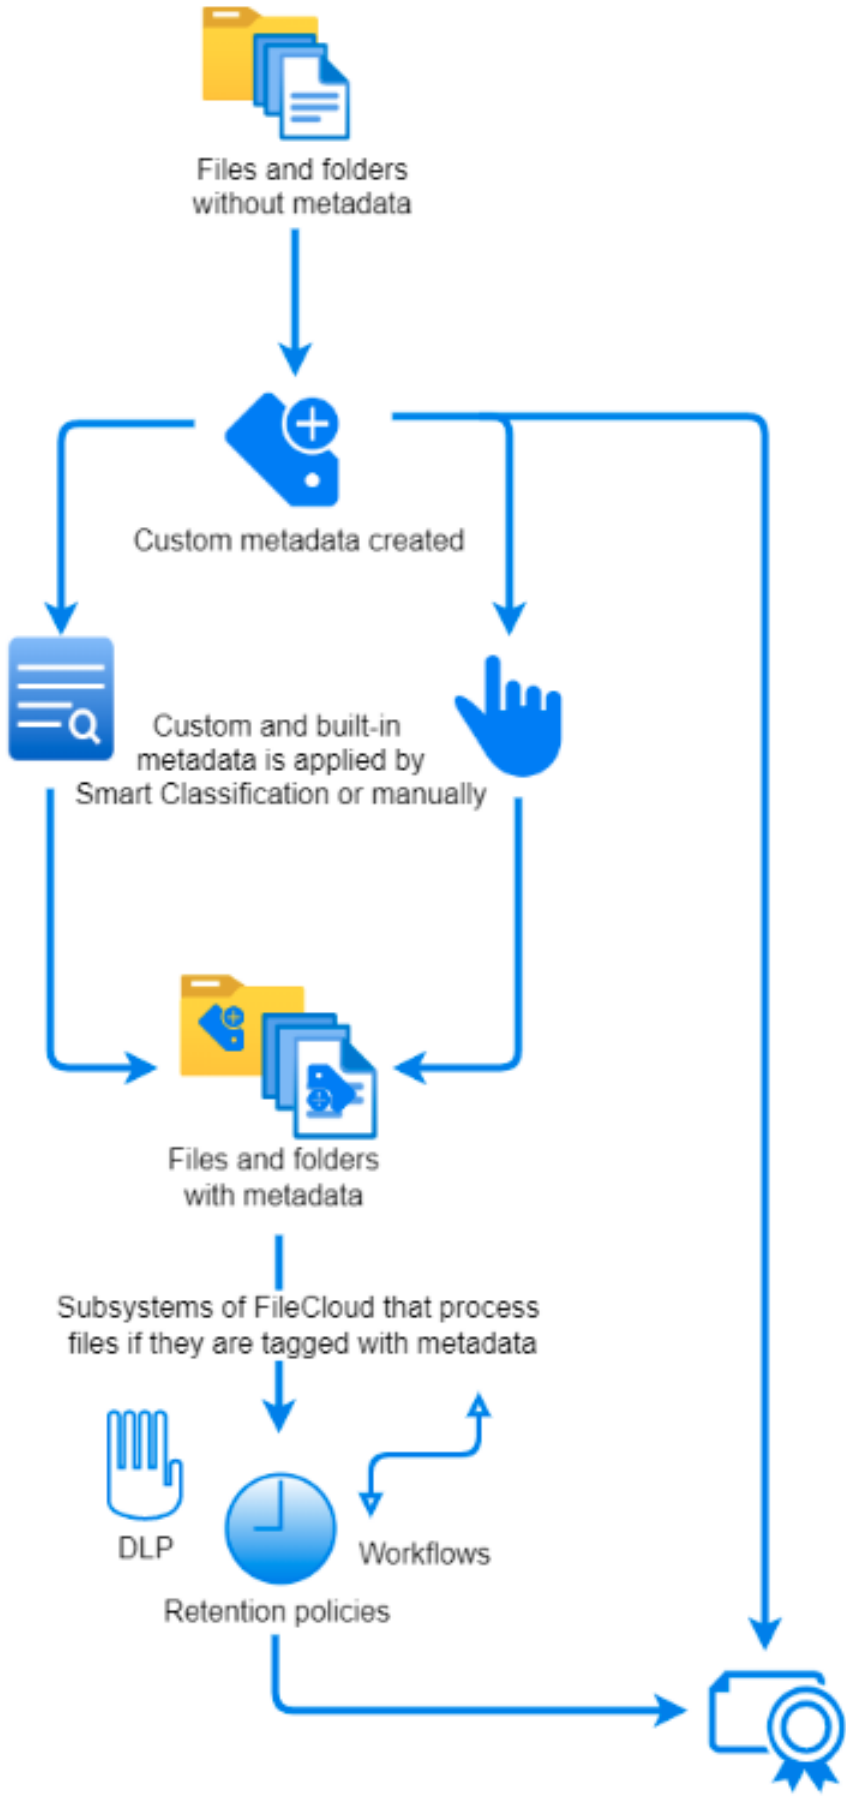 Files and folders
without metadata
Custom metadata created
Custom and built-in
metadata is applied by
Smart Classification or manually
Files and folders
with metadata
Subsystems of FileCloud that process
files if they are tagged with metadata
DLP
Workflows
Retention policies